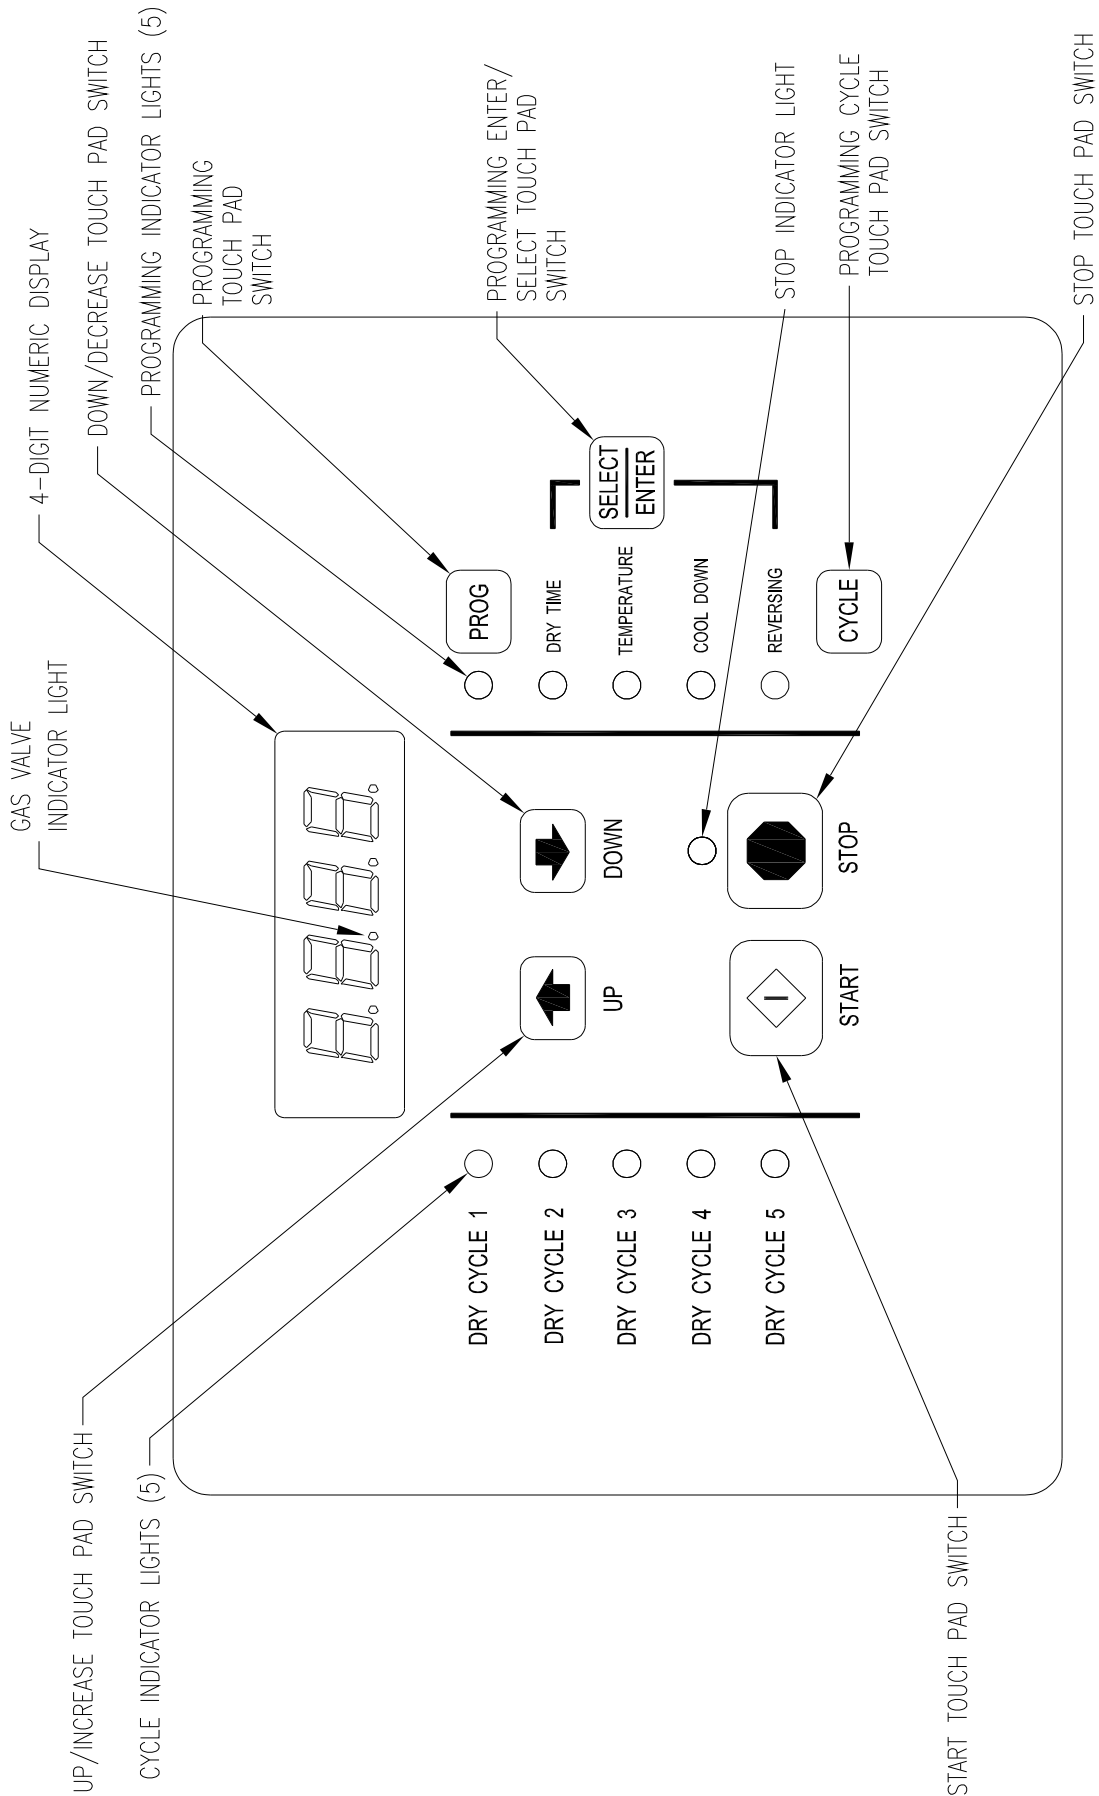 UP/INCREASE TOUCH PAD SWITCH
CYCLE INDICATOR LIGHTS (5)
GAS VALVE
INDICATOR LIGHT
4-DIGIT NUMERIC DISPLAY
DOWN/DECREASE TOUCH PAD SWITCH
PROGRAMMING INDICATOR LIGHTS (5)
PROGRAMMING
TOUCH PAD
SWITCH
PROGRAMMING ENTER/
SELECT TOUCH PAD
SWITCH
STOP INDICATOR LIGHT
PROGRAMMING CYCLE
TOUCH PAD SWITCH
STOP TOUCH PAD SWITCH
START TOUCH PAD SWITCH
DRY CYCLE 1
DRY CYCLE 2
DRY CYCLE 3
DRY CYCLE 4
DRY CYCLE 5
UP
DOWN
START
STOP
PROG
DRY TIME
TEMPERATURE
COOL DOWN
REVERSING
CYCLE
SELECT
ENTER